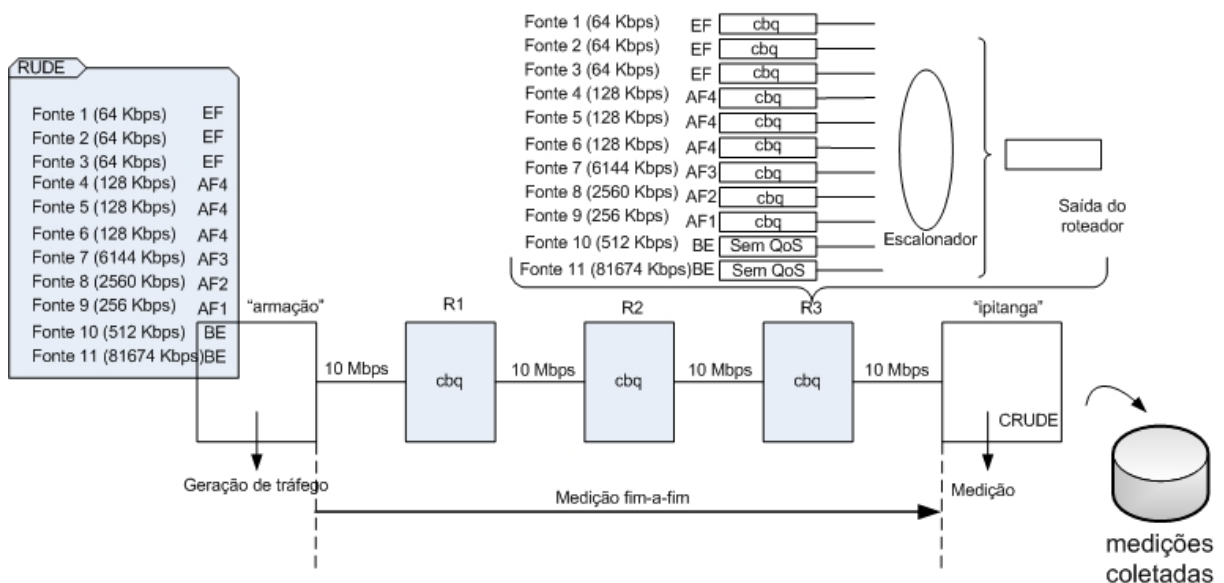 Fonte 1 (64 Kbps) EF cbq
Fonte 2 (64 Kbps) EF cbq
Fonte 3 (64 Kbps) EF cbq
Fonte 4 (128 Kbps) AF4 cbq
Fonte 5 (128 Kbps) AF4 cbq
Fonte 6 (128 Kbps) AF4 cbq
Fonte 7 (6144 Kbps) AF3 cbq
Fonte 8 (2560 Kbps) AF2 cbq
Fonte 9 (256 Kbps) AF1 cbq
Fonte 10 (512 Kbps) BE Sem QoS
Fonte 11 (81674 Kbps) BE Sem QoS
Escalonador
Saída do
roteador
RUDE
Fonte 1 (64 Kbps) EF
Fonte 2 (64 Kbps) EF
Fonte 3 (64 Kbps) EF
Fonte 4 (128 Kbps) AF4
Fonte 5 (128 Kbps) AF4
Fonte 6 (128 Kbps) AF4
Fonte 7 (6144 Kbps) AF3
Fonte 8 (2560 Kbps) AF2
Fonte 9 (256 Kbps) AF1
Fonte 10 (512 Kbps) BE
Fonte 11 (81674 Kbps) BE
"armação" R1 R2 R3 "ipitanga"
10 Mbps cbq 10 Mbps cbq 10 Mbps cbq 10 Mbps
CRUDE
Geração de tráfego
Medição fim-a-fim
Medição
medições
coletadas